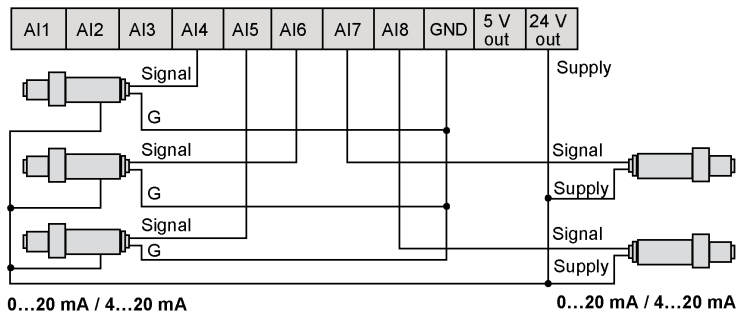 AI1 AI2 AI3 AI4 AI5 AI6 AI7 AI8 GND 5 V out 24 V out
Supply
Signal
G
Signal
Signal
G
Supply
Signal
Signal
G
Supply
0…20 mA / 4…20 mA
0…20 mA / 4…20 mA